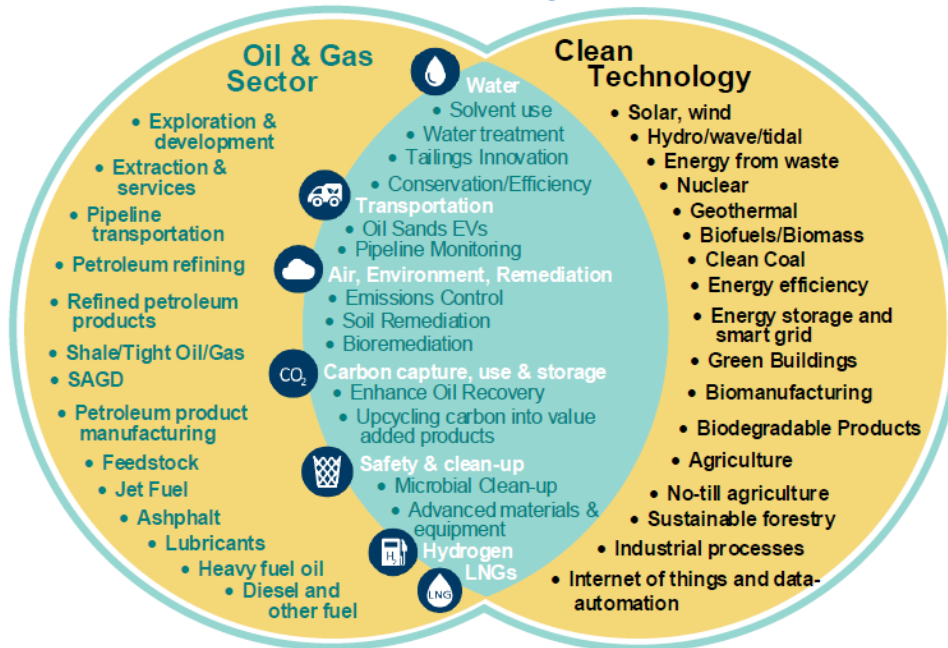 Oil & Gas
Sector
• Exploration &
development
• Extraction &
services
• Pipeline
transportation
• Petroleum refining
• Refined petroleum
products
• Shale/Tight Oil/Gas
• SAGD
• Petroleum product
manufacturing
• Feedstock
• Jet Fuel
• Ashphalt
• Lubricants
• Heavy fuel oil
• Diesel and
other fuel
Water
• Solvent use
• Water treatment
• Tailings Innovation
• Conservation/Efficiency
Transportation
• Oil Sands EVs
• Pipeline Monitoring
Air, Environment, Remediation
• Emissions Control
• Soil Remediation
• Bioremediation
CO₂
Carbon capture, use & storage
• Enhance Oil Recovery
• Upcycling carbon into value
added products
Safety & clean-up
• Microbial Clean-up
• Advanced materials &
equipment
H₂
Hydrogen
LNG
LNGs
Clean
Technology
• Solar, wind
• Hydro/wave/tidal
• Energy from waste
• Nuclear
• Geothermal
• Biofuels/Biomass
• Clean Coal
• Energy efficiency
• Energy storage and
smart grid
• Green Buildings
• Biomanufacturing
• Biodegradable Products
• Agriculture
• No-till agriculture
• Sustainable forestry
• Industrial processes
• Internet of things and data-
automation